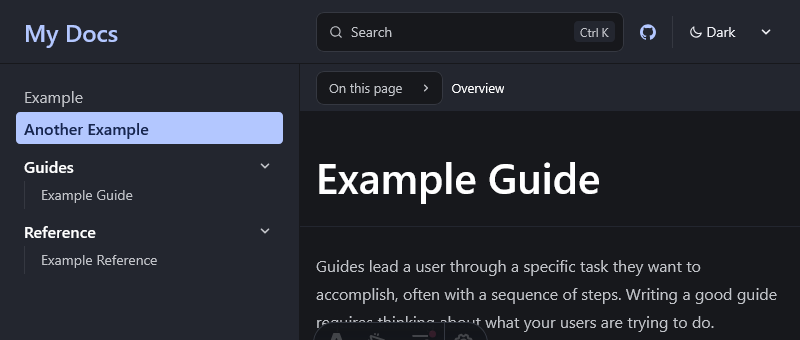 My Docs
Search
Ctrl K
Dark
Example
Another Example
Guides
Example Guide
Reference
Example Reference
On this page
Overview
Example Guide
Guides lead a user through a specific task they want to
accomplish, often with a sequence of steps. Writing a good guide
requires thinking about what your users are trying to do.